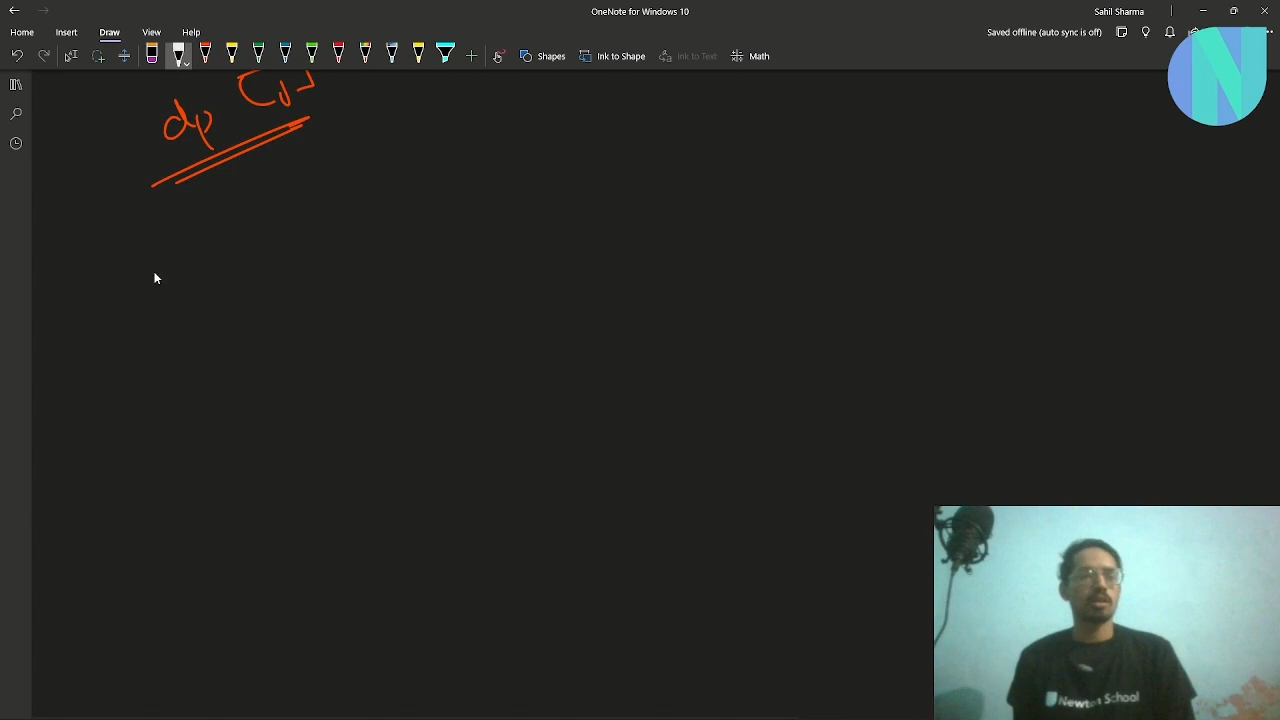 OneNote for Windows 10
Sahil Sharma
Home Insert Draw View Help
Saved offline (auto sync is off)
Shapes Ink to Shape Ink to Text Math
dp
Newton School